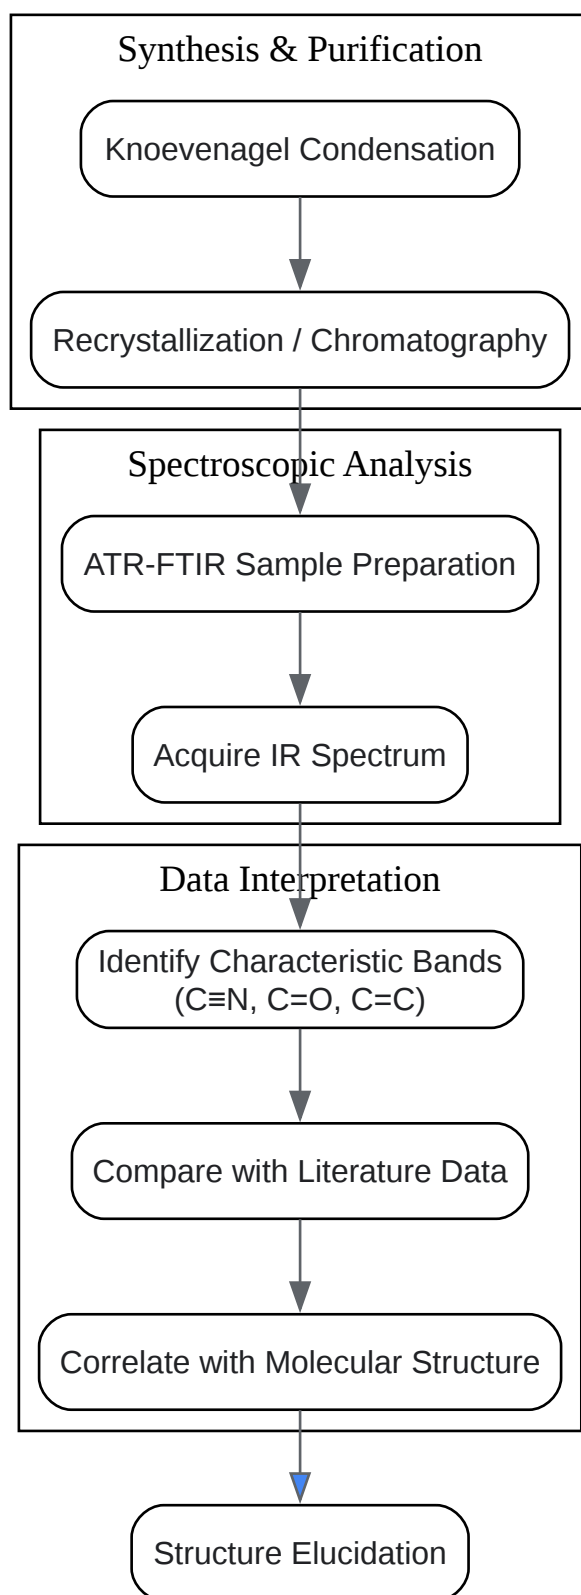 Synthesis & Purification
Knoevenagel Condensation
Recrystallization / Chromatography
Spectroscopic Analysis
ATR-FTIR Sample Preparation
Acquire IR Spectrum
Data Interpretation
Identify Characteristic Bands
(C≡N, C=O, C=C)
Compare with Literature Data
Correlate with Molecular Structure
Structure Elucidation